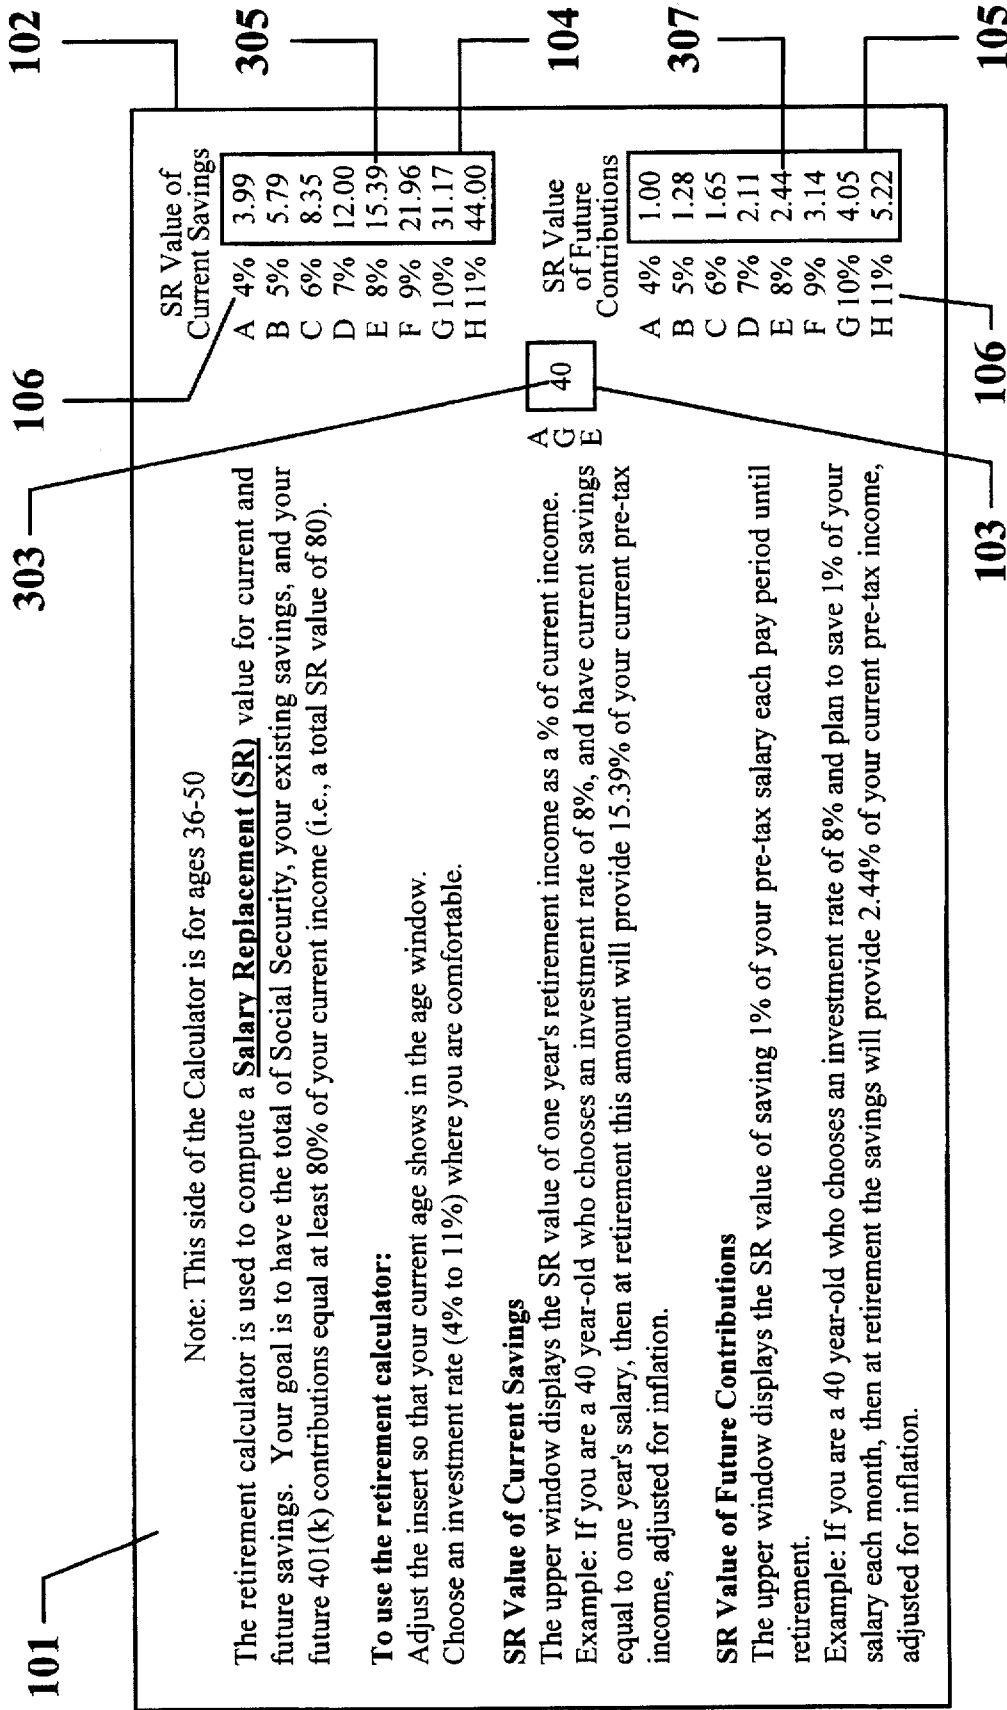 303
106
102
101
305
104
307
105
103
106
Note: This side of the Calculator is for ages 36-50
The retirement calculator is used to compute a Salary Replacement (SR) value for current and
future savings. Your goal is to have the total of Social Security, your existing savings, and your
future 401(k) contributions equal at least 80% of your current income (i.e., a total SR value of 80).
To use the retirement calculator:
Adjust the insert so that your current age shows in the age window.
Choose an investment rate (4% to 11%) where you are comfortable.
SR Value of Current Savings
The upper window displays the SR value of one year's retirement income as a % of current income.
Example: If you are a 40 year-old who chooses an investment rate of 8%, and have current savings
equal to one year's salary, then at retirement this amount will provide 15.39% of your current pre-tax
income, adjusted for inflation.
SR Value of Future Contributions
The upper window displays the SR value of saving 1% of your pre-tax salary each pay period until
retirement.
Example: If you are a 40 year-old who chooses an investment rate of 8% and plan to save 1% of your
salary each month, then at retirement the savings will provide 2.44% of your current pre-tax income,
adjusted for inflation.
A
G
E
40
SR Value of
Current Savings
A 4% 3.99
B 5% 5.79
C 6% 8.35
D 7% 12.00
E 8% 15.39
F 9% 21.96
G 10% 31.17
H 11% 44.00
SR Value
of Future
Contributions
A 4% 1.00
B 5% 1.28
C 6% 1.65
D 7% 2.11
E 8% 2.44
F 9% 3.14
G 10% 4.05
H 11% 5.22